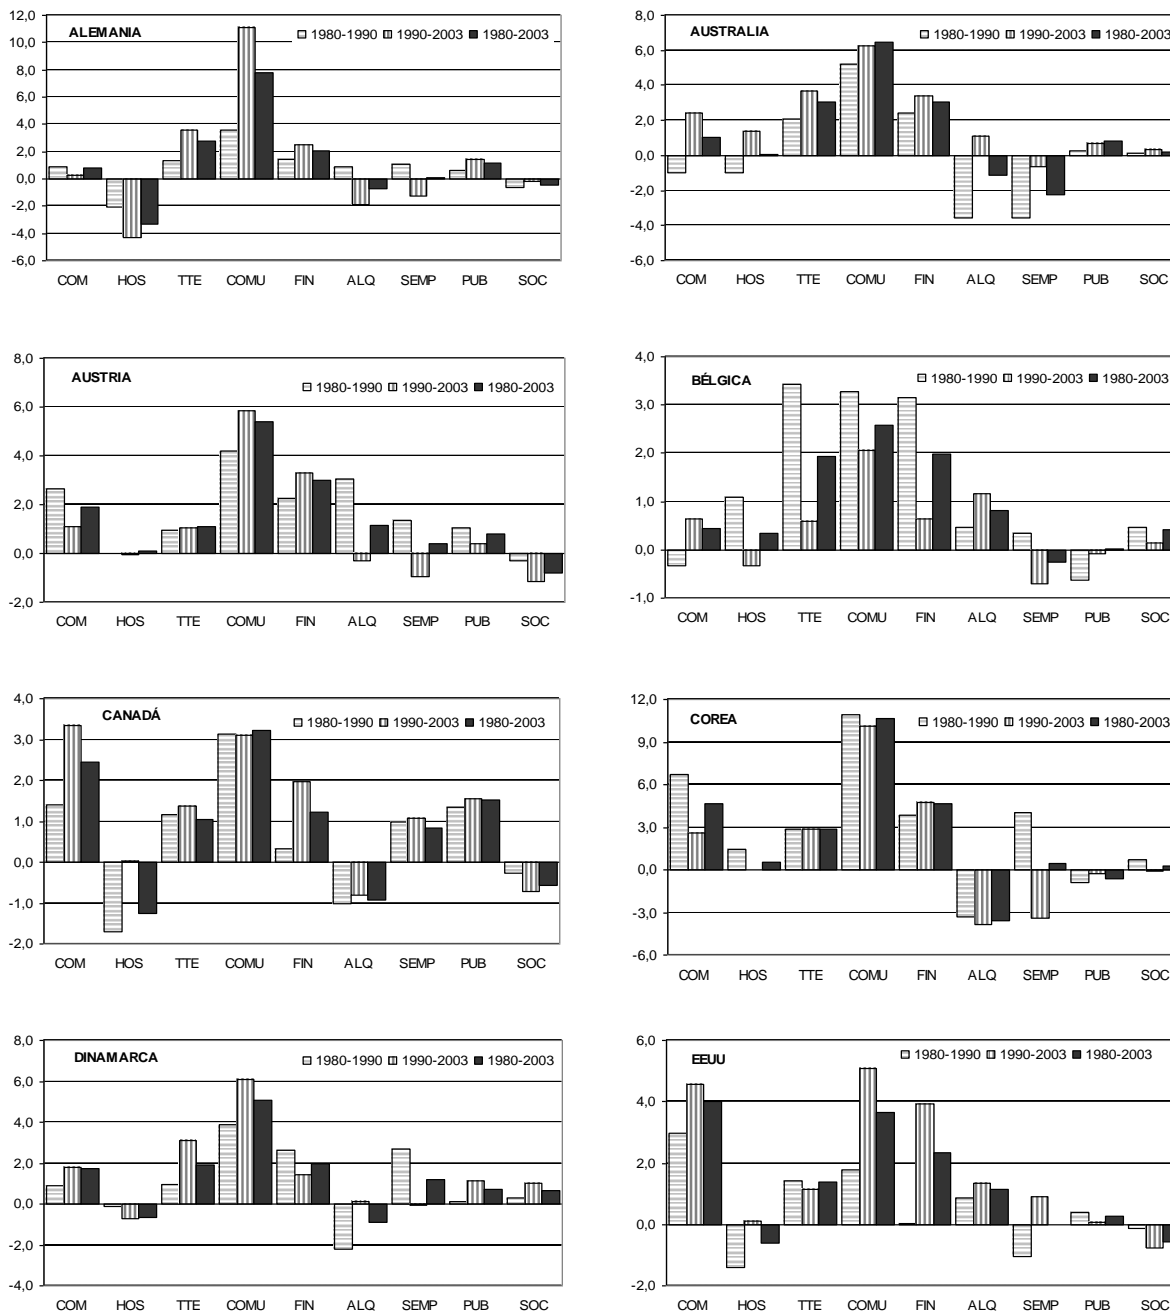 12,0
10,0
8,0
6,0
4,0
2,0
0,0
-2,0
-4,0
-6,0
ALEMANIA
1980-1990 1990-2003 1980-2003
COM HOS TTE COMU FIN ALQ SEMP PUB SOC
8,0
6,0
4,0
2,0
0,0
-2,0
-4,0
-6,0
AUSTRALIA
1980-1990 1990-2003 1980-2003
COM HOS TTE COMU FIN ALQ SEMP PUB SOC
8,0
6,0
4,0
2,0
0,0
-2,0
AUSTRIA
1980-1990 1990-2003 1980-2003
COM HOS TTE COMU FIN ALQ SEMP PUB SOC
4,0
3,0
2,0
1,0
0,0
-1,0
BÉLGICA
1980-1990 1990-2003 1980-2003
COM HOS TTE COMU FIN ALQ SEMP PUB SOC
4,0
3,0
2,0
1,0
0,0
-1,0
-2,0
CANADÁ
1980-1990 1990-2003 1980-2003
COM HOS TTE COMU FIN ALQ SEMP PUB SOC
12,0
9,0
6,0
3,0
0,0
-3,0
-6,0
COREA
1980-1990 1990-2003 1980-2003
COM HOS TTE COMU FIN ALQ SEMP PUB SOC
8,0
6,0
4,0
2,0
0,0
-2,0
-4,0
DINAMARCA
1980-1990 1990-2003 1980-2003
COM HOS TTE COMU FIN ALQ SEMP PUB SOC
6,0
4,0
2,0
0,0
-2,0
EEUU
1980-1990 1990-2003 1980-2003
COM HOS TTE COMU FIN ALQ SEMP PUB SOC